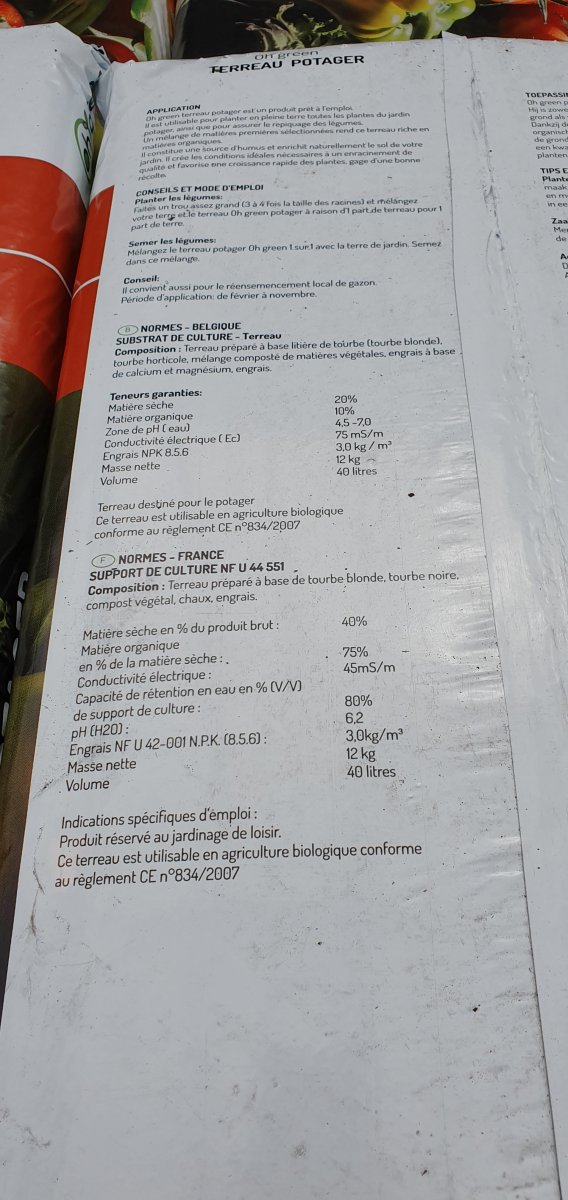 Oh green
TERREAU POTAGER
APPLICATION
Oh green terreau potager est un produit prêt à l'emploi.
Il est utilisable pour planter en pleine terre toutes les plantes du jardin
potager, ainsi que pour assurer le repiquage des légumes.
Un mélange de matières premières sélectionnées rend ce terreau riche en
matières organiques.
Il constitue une source d'humus et enrichit naturellement le sol de votre
jardin. Il crée les conditions idéales nécessaires à un enracinement de
qualité et favorise une croissance rapide des plantes, gage d'une bonne
récolte.
CONSEILS ET MODE D'EMPLOI
Planter les légumes:
Faites un trou assez grand (3 à 4 fois la taille des racines) et mélangez
votre terre et le terreau Oh green potager à raison d'1 part de terreau pour 1
part de terre.
Semer les légumes:
Mélangez le terreau potager Oh green 1 sur 1 avec la terre de jardin. Semez
dans ce mélange.
Conseil:
Il convient aussi pour le réensemencement local de gazon.
Période d'application: de février à novembre.
B NORMES - BELGIQUE
SUBSTRAT DE CULTURE - Terreau
Composition : Terreau préparé à base litière de tourbe (tourbe blonde),
tourbe horticole, mélange composté de matières végétales, engrais à base
de calcium et magnésium, engrais.
Teneurs garanties:
Matière sèche 20%
Matière organique 10%
Zone de pH ( eau) 4,5 -7,0
Conductivité électrique ( Ec) 75 mS/m
Engrais NPK 8.5.6 3,0 kg / m³
Masse nette 12 kg
Volume 40 litres
Terreau destiné pour le potager
Ce terreau est utilisable en agriculture biologique
conforme au règlement CE n°834/2007
F NORMES - FRANCE
SUPPORT DE CULTURE NF U 44 551
Composition : Terreau préparé à base de tourbe blonde, tourbe noire,
compost végétal, chaux, engrais.
Matière sèche en % du produit brut : 40%
Matière organique
en % de la matière sèche : 75%
Conductivité électrique : 45mS/m
Capacité de rétention en eau en % (V/V)
de support de culture : 80%
pH (H2O) : 6,2
Engrais NF U 42-001 N.P.K. (8.5.6) : 3,0kg/m³
Masse nette 12 kg
Volume 40 litres
Indications spécifiques d'emploi :
Produit réservé au jardinage de loisir.
Ce terreau est utilisable en agriculture biologique conforme
au règlement CE n°834/2007
TOEPASSI
Oh green p
Hij is zowe
grond als
Dankzij d
organisch
de grond
een kwa
planten
TIPS E
Plant
maak
en m
in ee
Zaa
Me
de